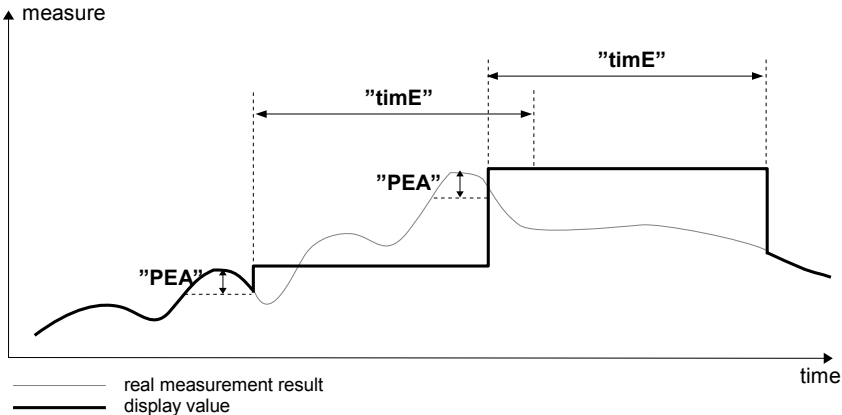 measure
”timE”
”timE”
”PEA”
”PEA”
time
real measurement result
display value